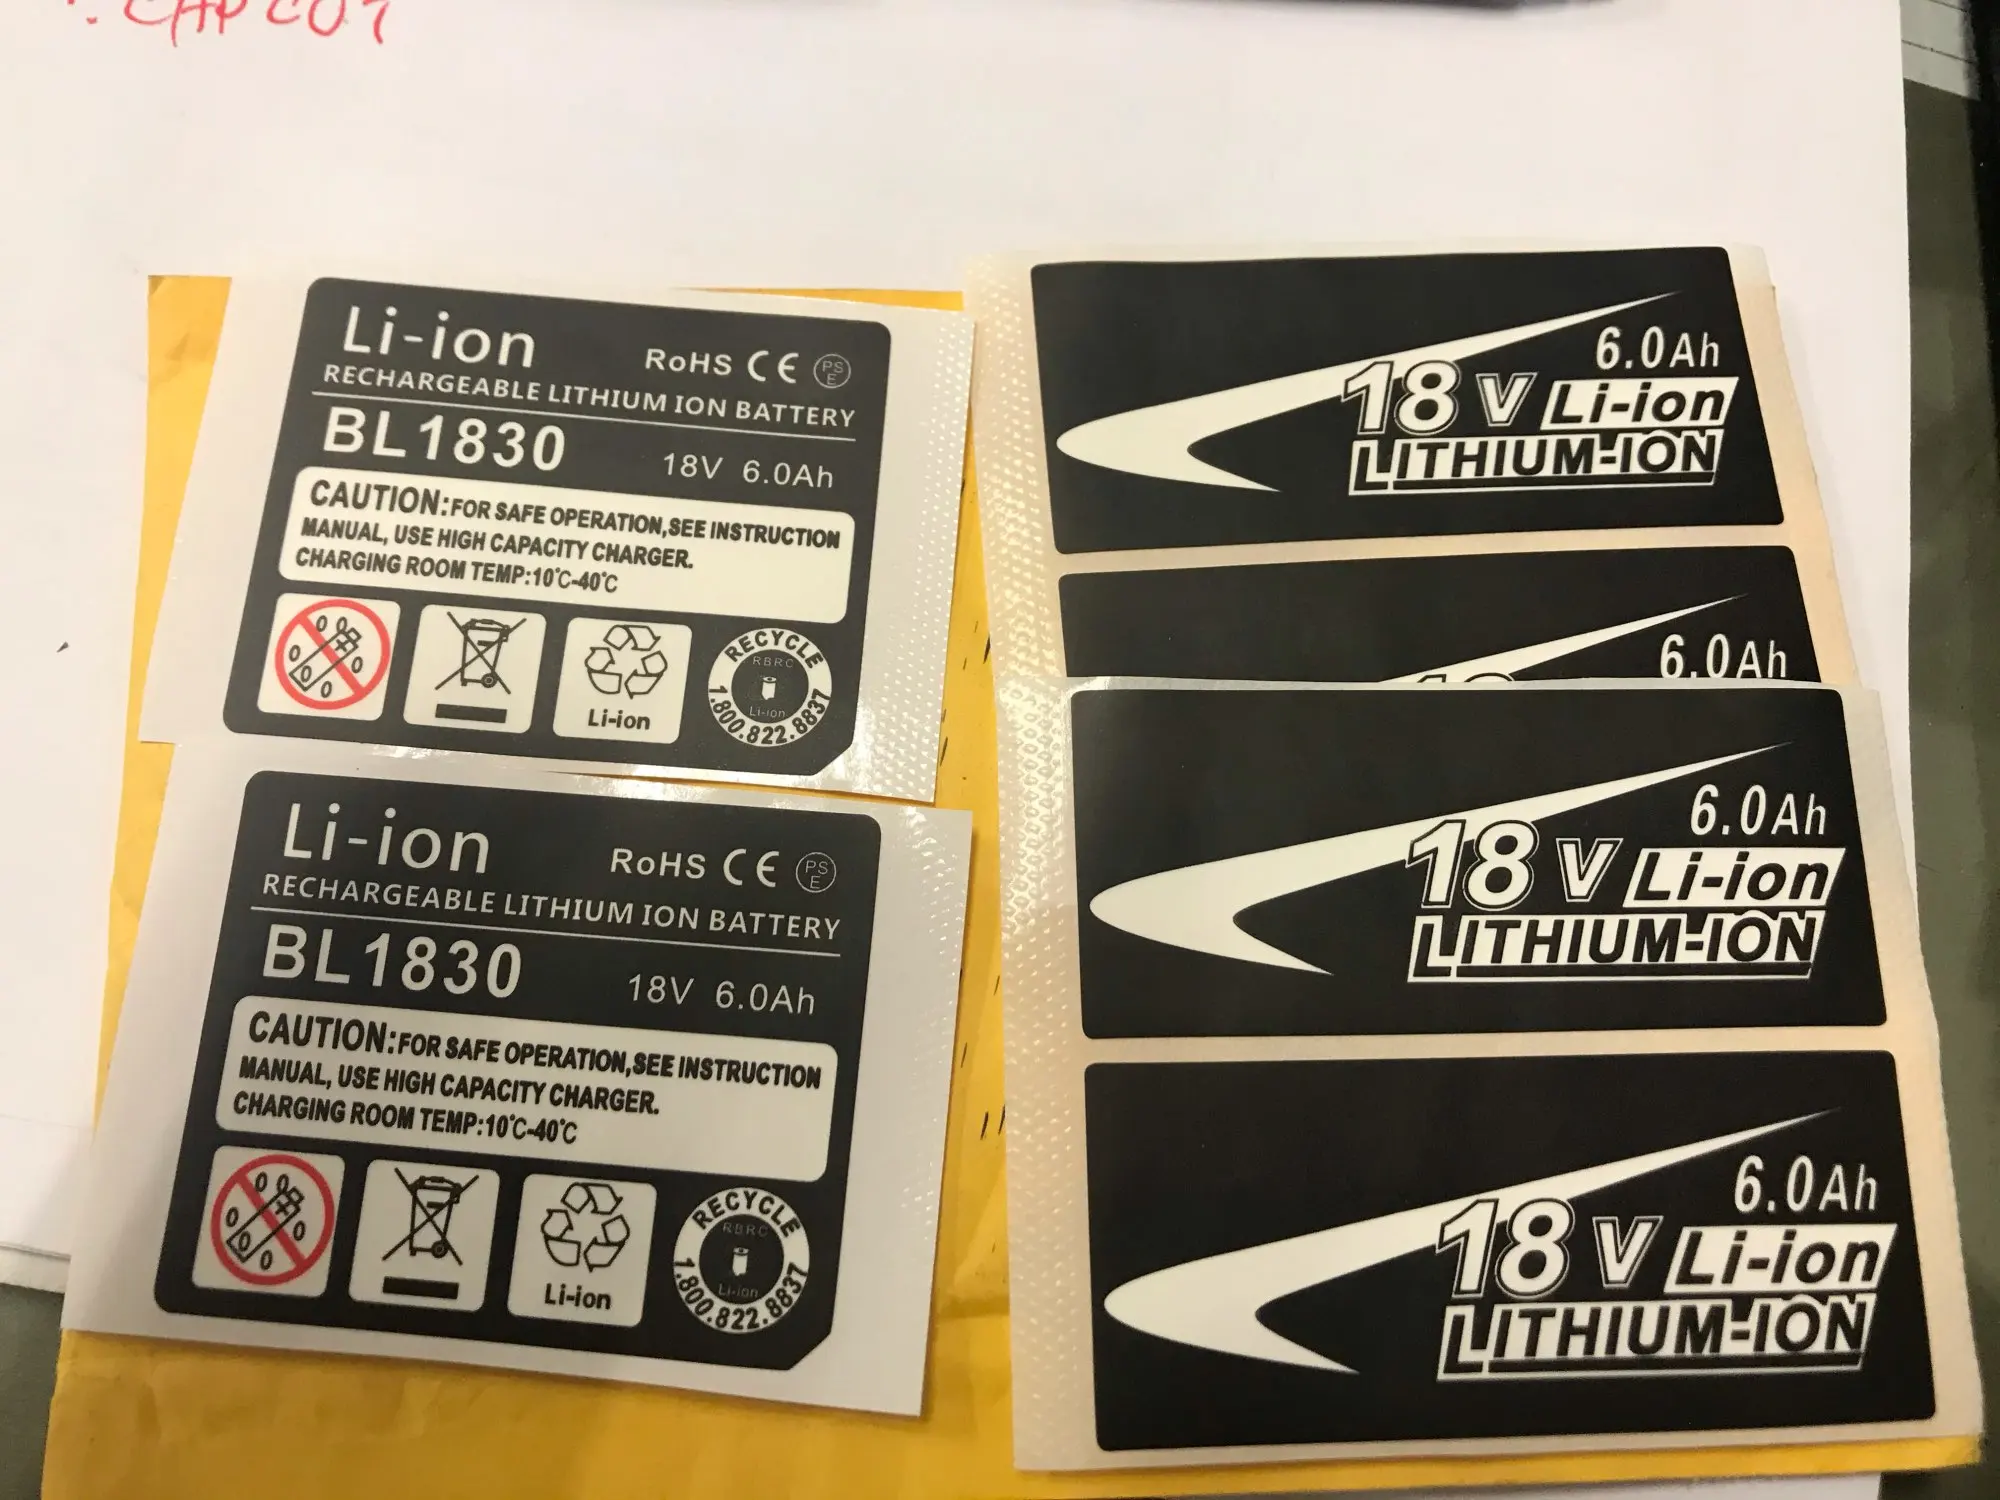 CAP CUT
Li-ion
RoHS CE PS E
RECHARGEABLE LITHIUM ION BATTERY
BL1830 18V 6.0Ah
CAUTION:FOR SAFE OPERATION,SEE INSTRUCTION
MANUAL, USE HIGH CAPACITY CHARGER.
CHARGING ROOM TEMP:10℃-40℃
Li-ion
RECYCLE
RBRC
Li-ion
1.800.822.8837
Li-ion
RoHS CE PS E
RECHARGEABLE LITHIUM ION BATTERY
BL1830 18V 6.0Ah
CAUTION:FOR SAFE OPERATION,SEE INSTRUCTION
MANUAL, USE HIGH CAPACITY CHARGER.
CHARGING ROOM TEMP:10℃-40℃
Li-ion
RECYCLE
RBRC
Li-ion
1.800.822.8837
6.0Ah
18V Li-ion
LITHIUM-ION
6.0Ah
18
6.0Ah
18V Li-ion
LITHIUM-ION
6.0Ah
18V Li-ion
LITHIUM-ION